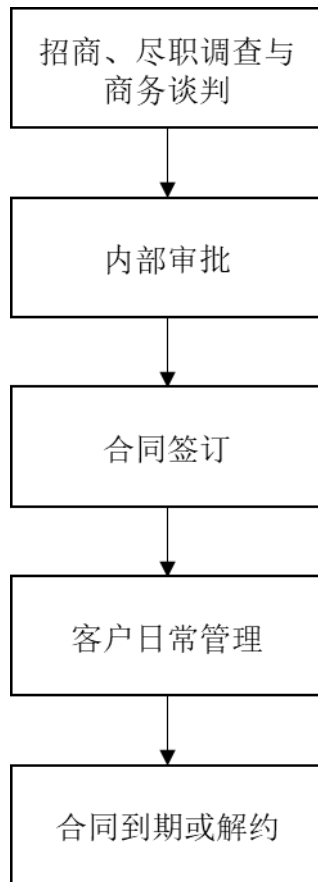 招商、尽职调查与
商务谈判
内部审批
合同签订
客户日常管理
合同到期或解约